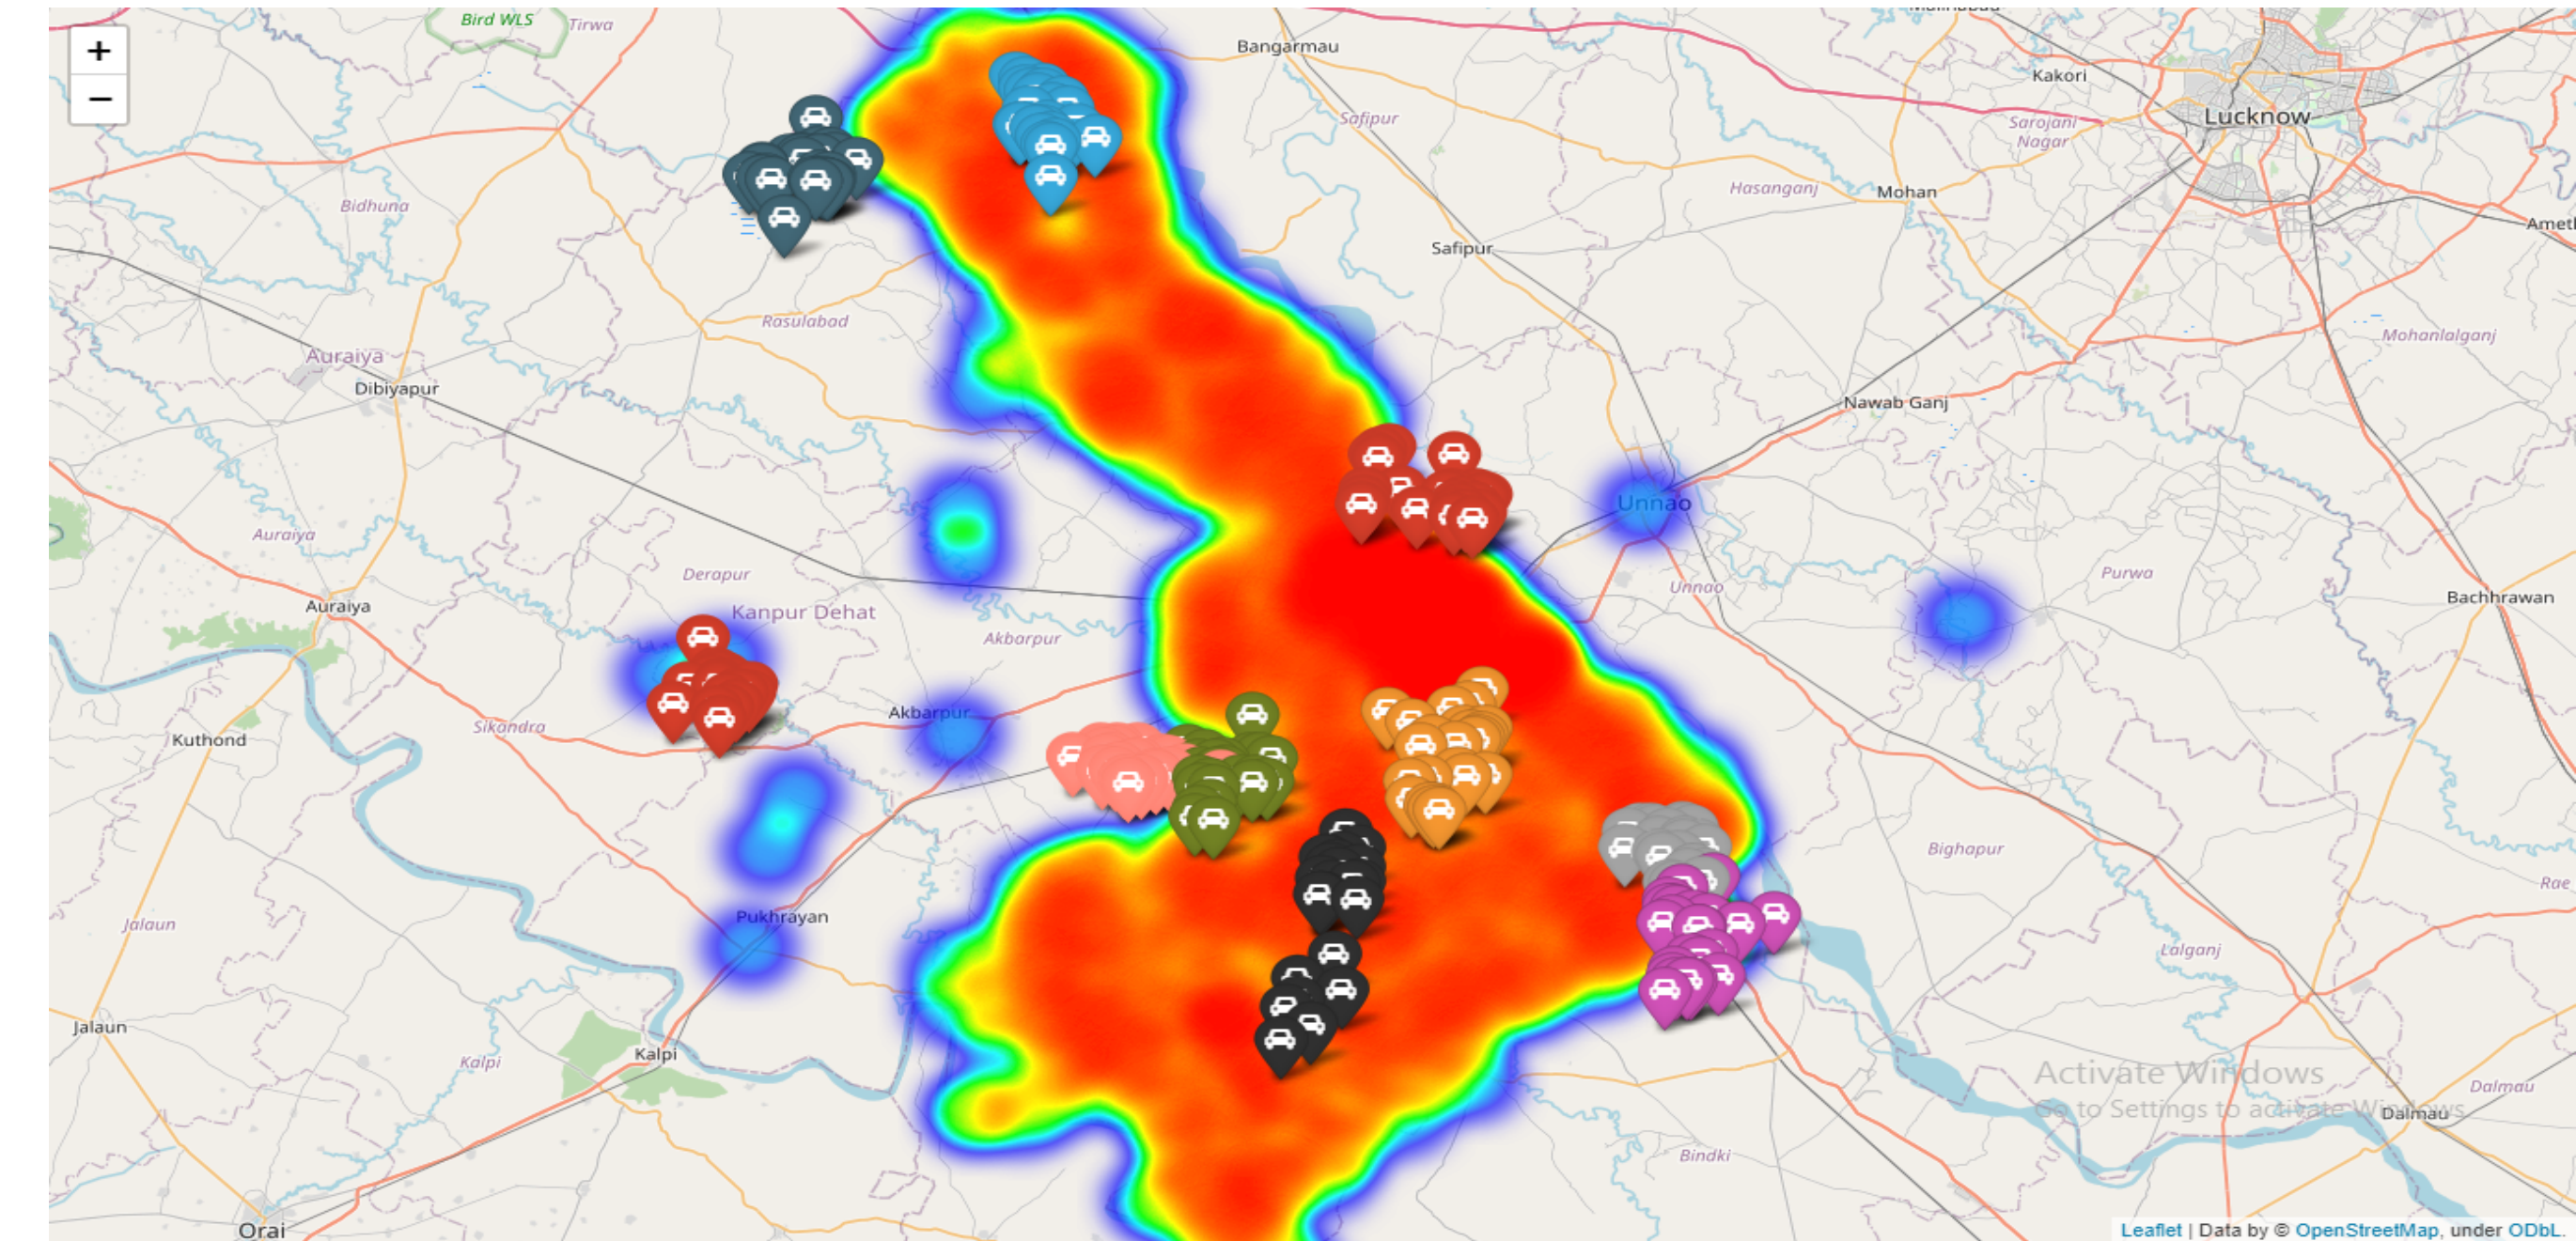 Bird WLS
Tirwa
Bangarmau
Kakori
Lucknow
Safipur
Sarojani
Nagar
+
−
Bidhuna
Hasanganj
Mohan
Safipur
Amet
Rasulabad
Mohanlalganj
Auraiya
Dibiyapur
Nawab Ganj
Unnao
Auraiya
Derapur
Purwa
Unnao
Bachhrawan
Auraiya
Kanpur Dehat
Akbarpur
Akbarpur
Sikandra
Kuthond
Bighapur
Rae
Pukhrayan
Jalaun
Lalganj
Jalaun
Kalpi
Kalpi
Activate Windows
Go to Settings to activate Windows.
Dalmau
Dalmau
Bindki
Orai
Leaflet | Data by © OpenStreetMap, under ODbL.